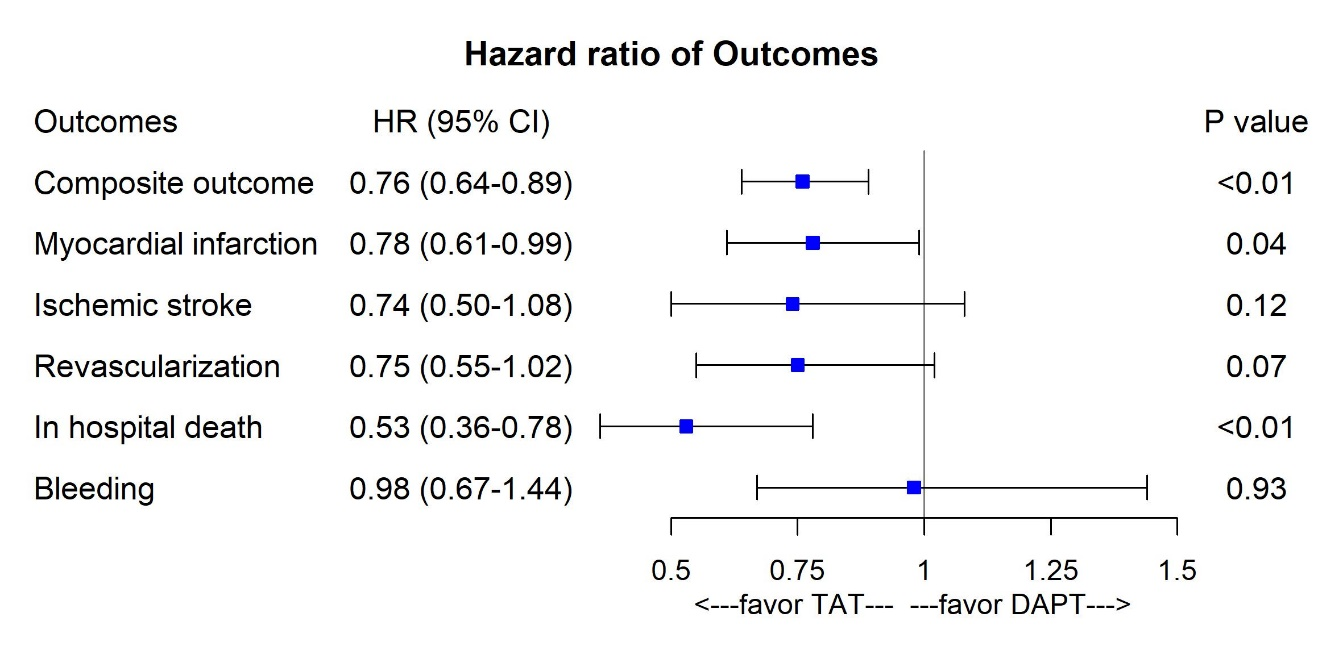 Hazard ratio of Outcomes
Outcomes HR (95% CI) P value
Composite outcome 0.76 (0.64-0.89) <0.01
Myocardial infarction 0.78 (0.61-0.99) 0.04
Ischemic stroke 0.74 (0.50-1.08) 0.12
Revascularization 0.75 (0.55-1.02) 0.07
In hospital death 0.53 (0.36-0.78) <0.01
Bleeding 0.98 (0.67-1.44) 0.93
0.5 0.75 1 1.25 1.5
<---favor TAT--- ---favor DAPT--->